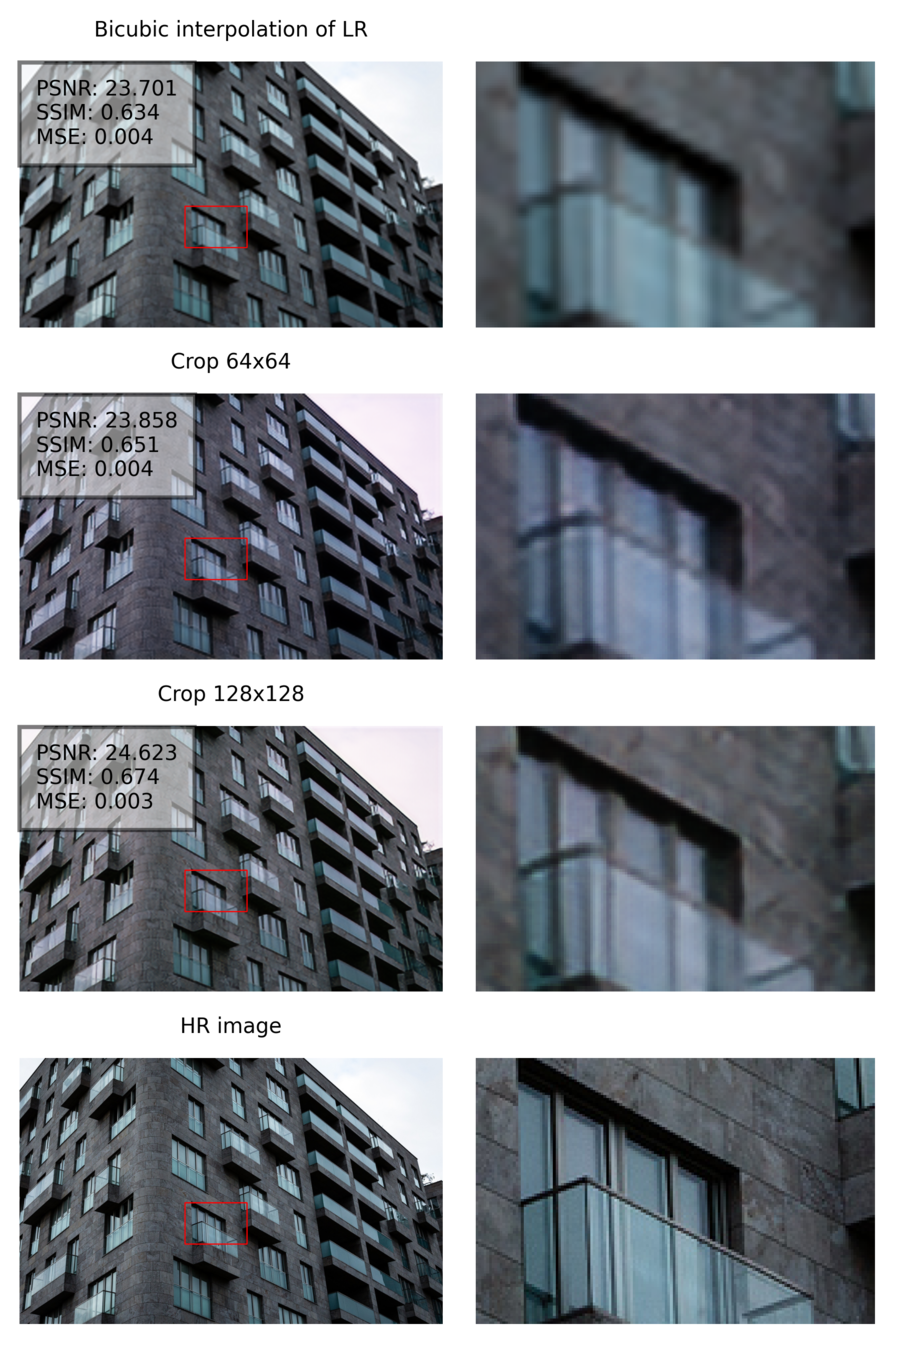 Bicubic interpolation of LR
PSNR: 23.701
SSIM: 0.634
MSE: 0.004
Crop 64x64
PSNR: 23.858
SSIM: 0.651
MSE: 0.004
Crop 128x128
PSNR: 24.623
SSIM: 0.674
MSE: 0.003
HR image